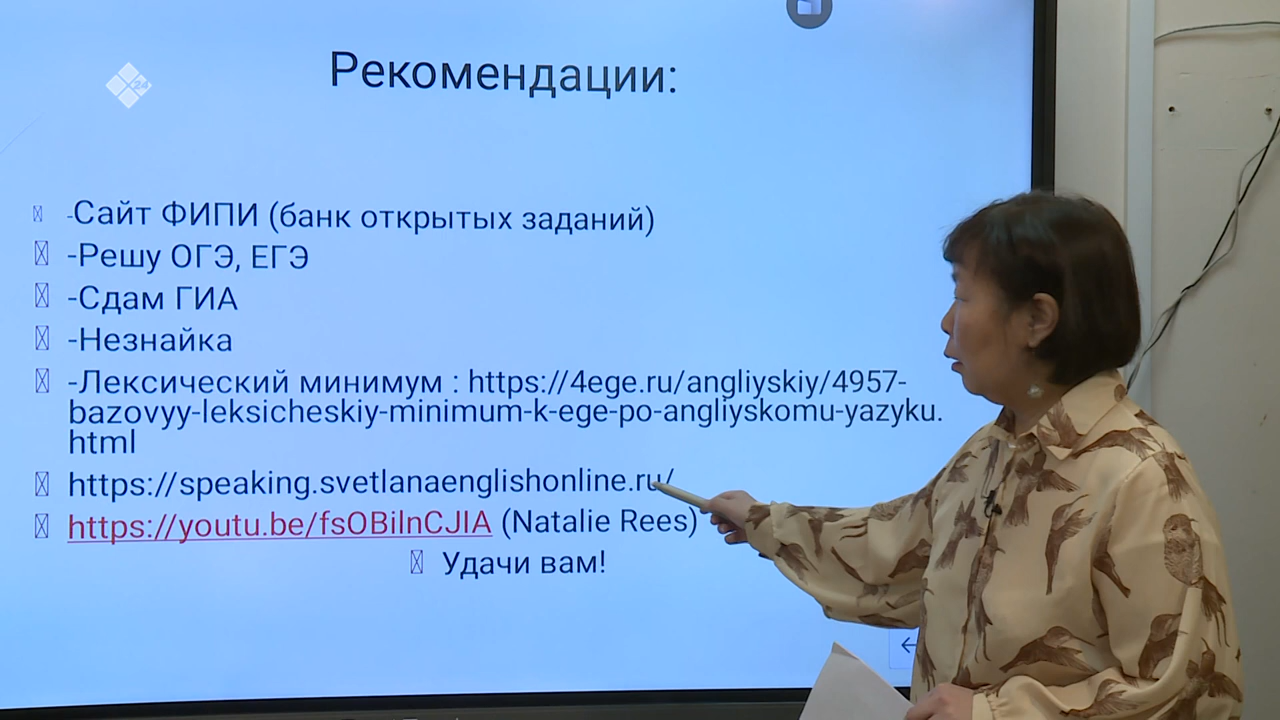 24
Рекомендации:
-Сайт ФИПИ (банк открытых заданий)
-Решу ОГЭ, ЕГЭ
-Сдам ГИА
-Незнайка
-Лексический минимум : https://4ege.ru/angliyskiy/4957-
bazovyy-leksicheskiy-minimum-k-ege-po-angliyskomu-yazyku.
html
https://speaking.svetlanaenglishonline.ru/
https://youtu.be/fsOBilnCJIA (Natalie Rees)
Удачи вам!